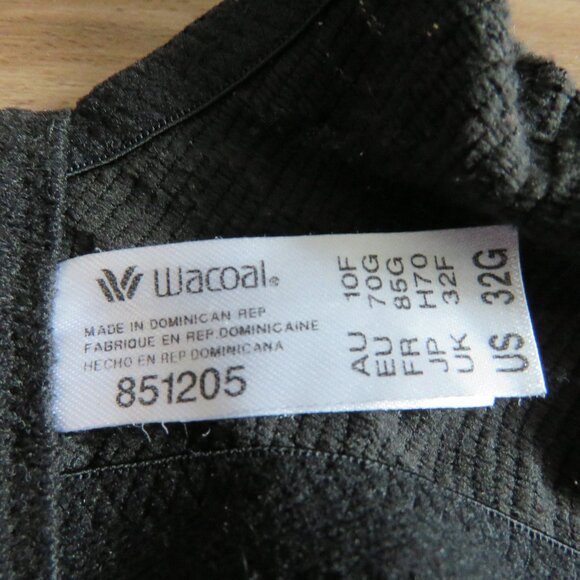 Wacoal®
MADE IN DOMINICAN REP
FABRIQUE EN REP.DOMINICAINE
HECHO EN REP.DOMINICANA
851205
AU 10F
EU 70G
FR 85G
JP H70
UK 32F
US 32G